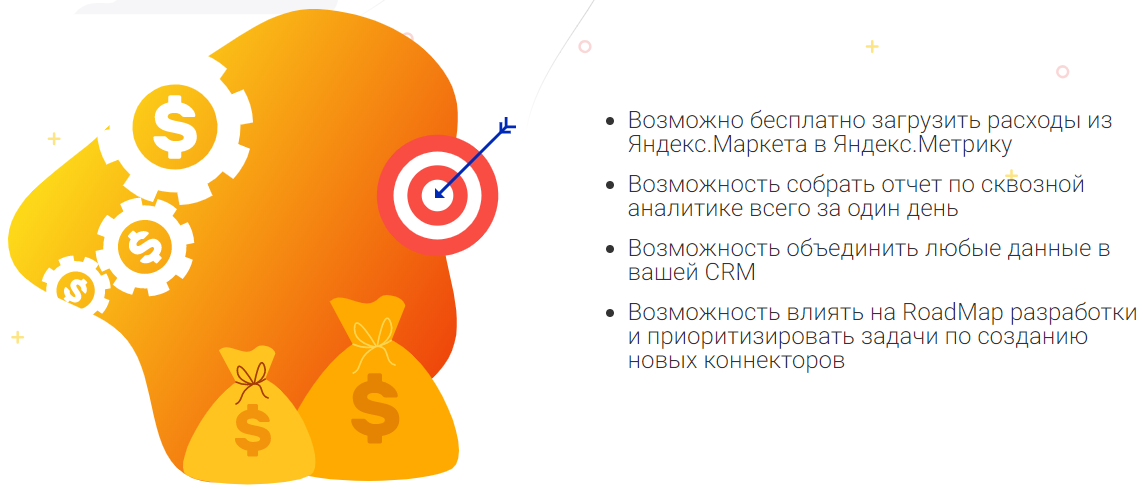 $
$
$
$
$
Возможно бесплатно загрузить расходы из
Яндекс.Маркета в Яндекс.Метрику
Возможность собрать отчет по сквозной
аналитике всего за один день
Возможность объединить любые данные в
вашей CRM
Возможность влиять на RoadMap разработки
и приоритизировать задачи по созданию
новых коннекторов